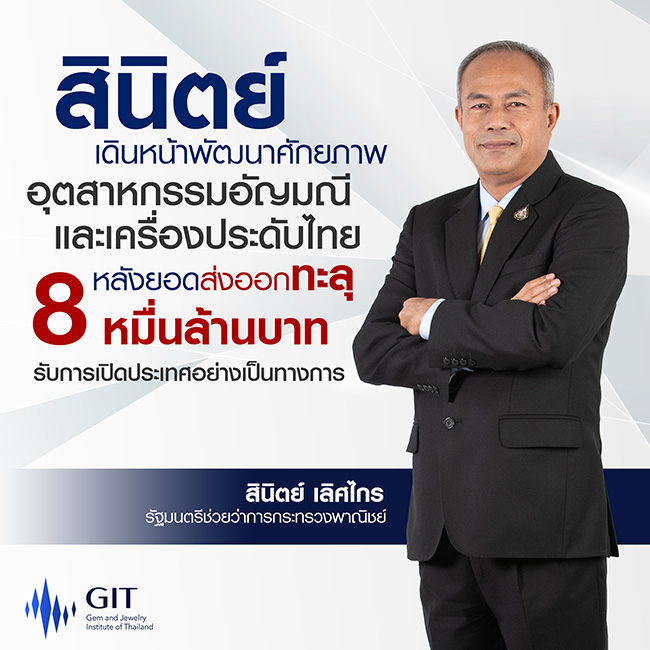 สินิตย์
เดินหน้าพัฒนาศักยภาพ
อุตสาหกรรมอัญมณี
และเครื่องประดับไทย
หลังยอดส่งออกทะลุ
8 หมื่นล้านบาท
รับการเปิดประเทศอย่างเป็นทางการ
สินิตย์ เลิศไกร
รัฐมนตรีช่วยว่าการกระทรวงพาณิชย์
GIT
Gem and Jewelry
Institute of Thailand